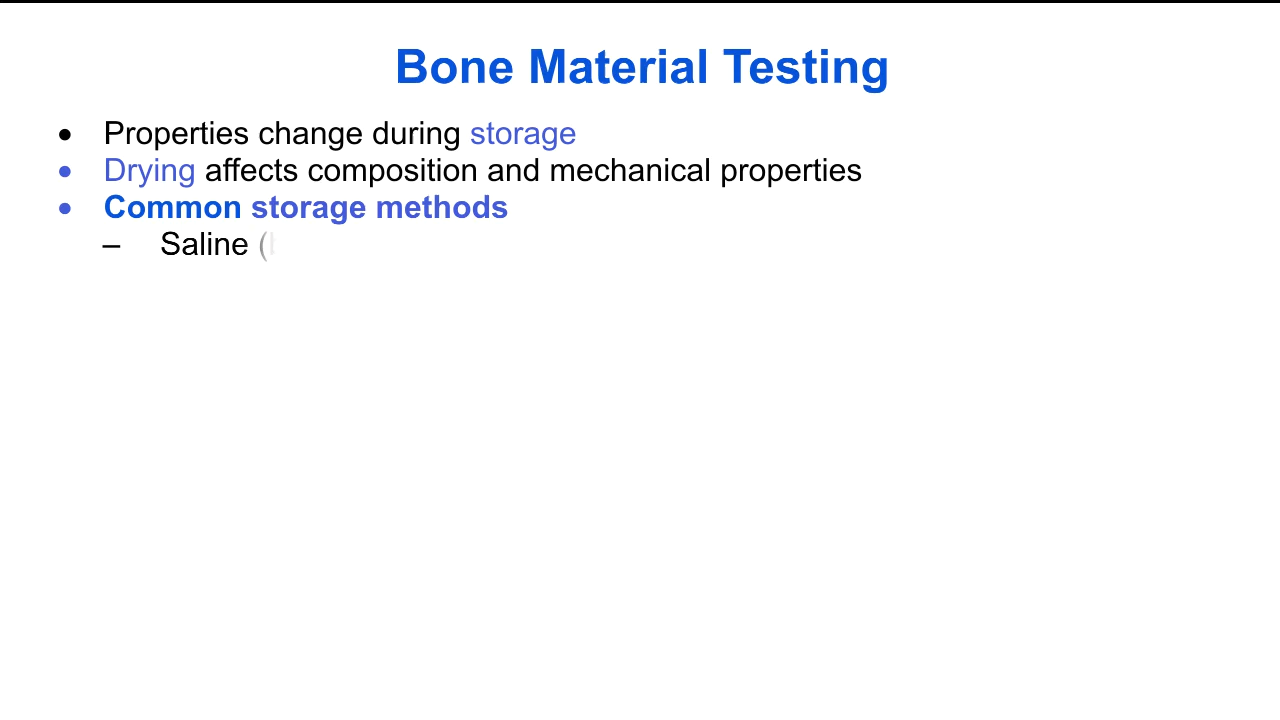 Bone Material Testing
• Properties change during storage
• Drying affects composition and mechanical properties
• Common storage methods
– Saline (